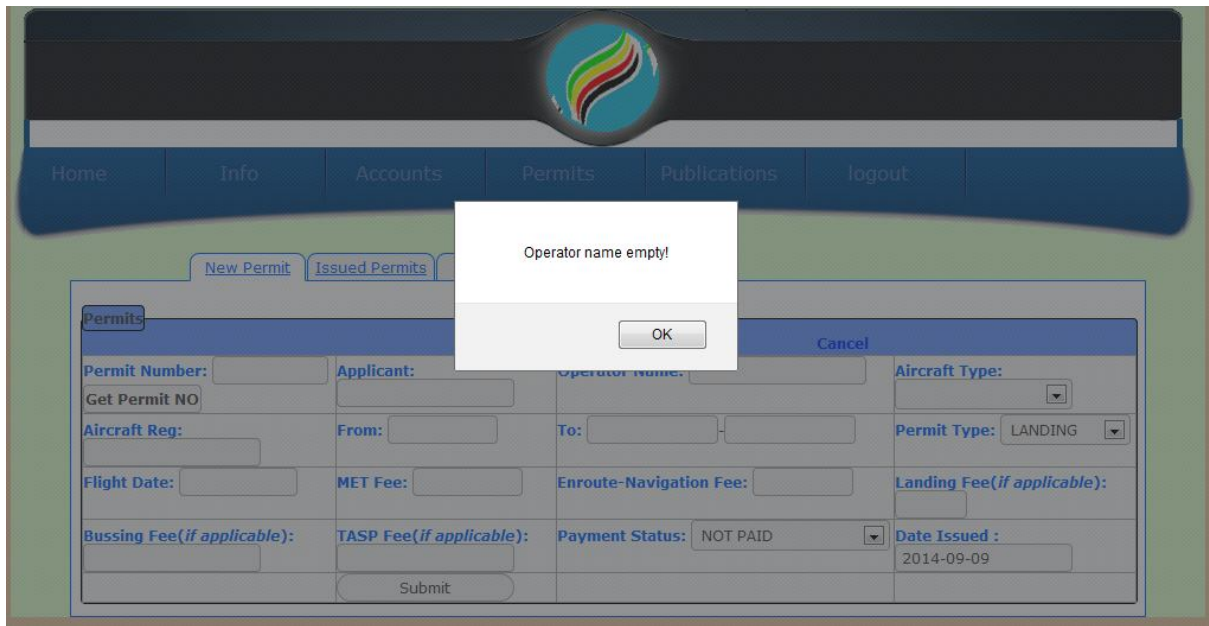 Home Info Accounts Permits Publications logout
Operator name empty!
OK
New Permit Issued Permits
Permits
Cancel
Permit Number: Applicant: Operator Name: Aircraft Type:
Get Permit NO
Aircraft Reg: From: To: - Permit Type: LANDING
Flight Date: MET Fee: Enroute-Navigation Fee: Landing Fee(if applicable):
Bussing Fee(if applicable): TASP Fee(if applicable): Payment Status: NOT PAID Date Issued :
2014-09-09
Submit